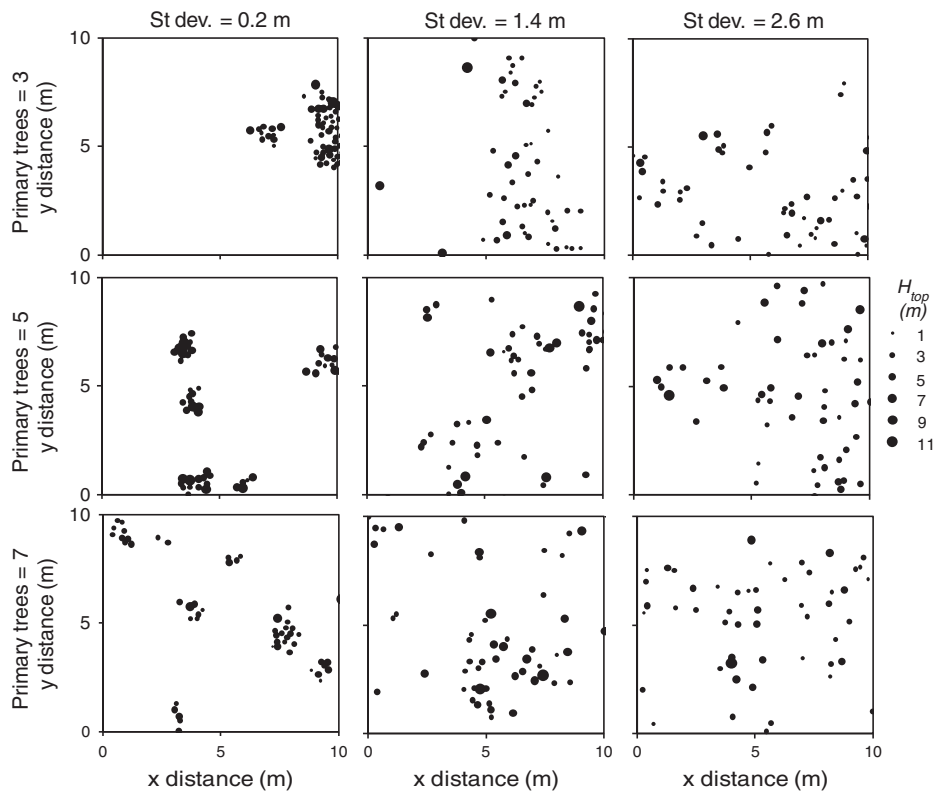 St dev. = 0.2 m
St dev. = 1.4 m
St dev. = 2.6 m
Primary trees = 3
y distance (m)
10
5
0
Primary trees = 5
y distance (m)
10
5
0
H_top
(m)
1
3
5
7
9
11
Primary trees = 7
y distance (m)
10
5
0
0
5
10
0
5
10
0
5
10
x distance (m)
x distance (m)
x distance (m)